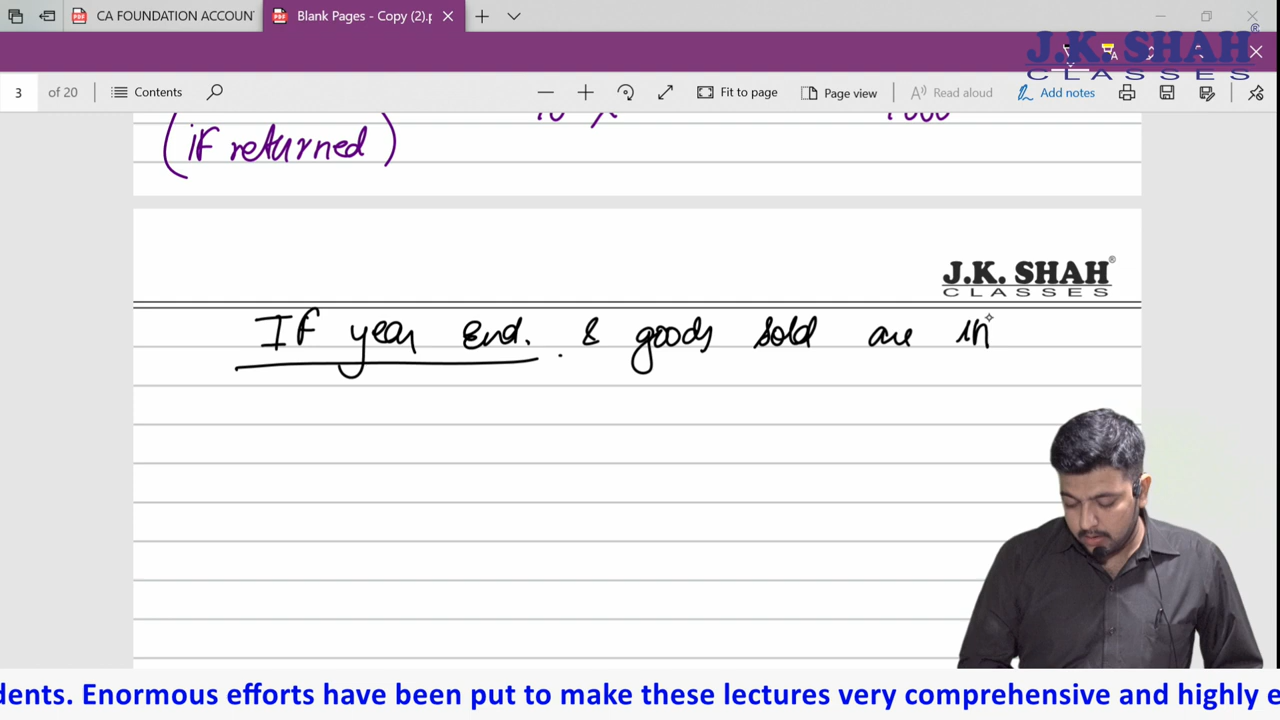 CA FOUNDATION ACCOUN
Blank Pages - Copy (2).p
J.K. SHAH®
CLASSES
3 of 20 Contents Fit to page Page view Read aloud Add notes
(if returned)
J.K. SHAH®
CLASSES
If year end. & goods sold are in
dents. Enormous efforts have been put to make these lectures very comprehensive and highly e